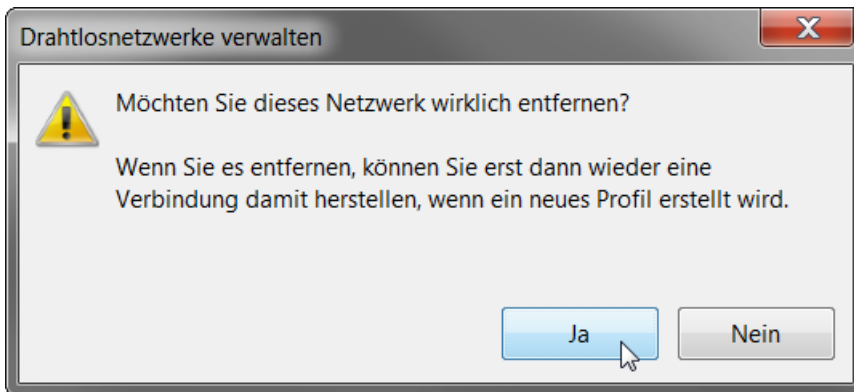 Drahtlosnetzwerke verwalten
Möchten Sie dieses Netzwerk wirklich entfernen?
Wenn Sie es entfernen, können Sie erst dann wieder eine
Verbindung damit herstellen, wenn ein neues Profil erstellt wird.
Ja
Nein